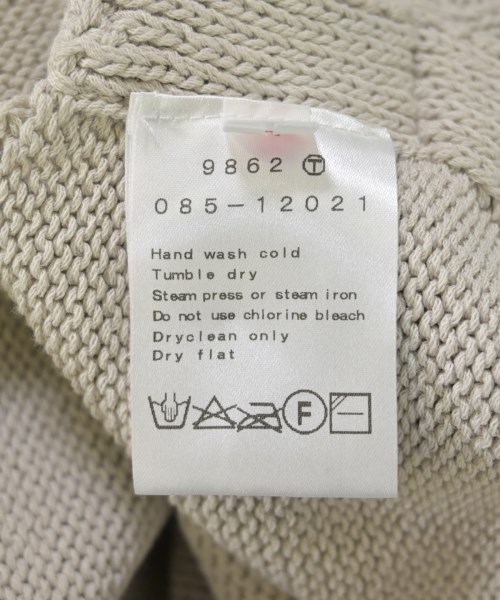 9862 Ⓣ
085-12021
Hand wash cold
Tumble dry
Steam press or steam iron
Do not use chlorine bleach
Dryclean only
Dry flat
F